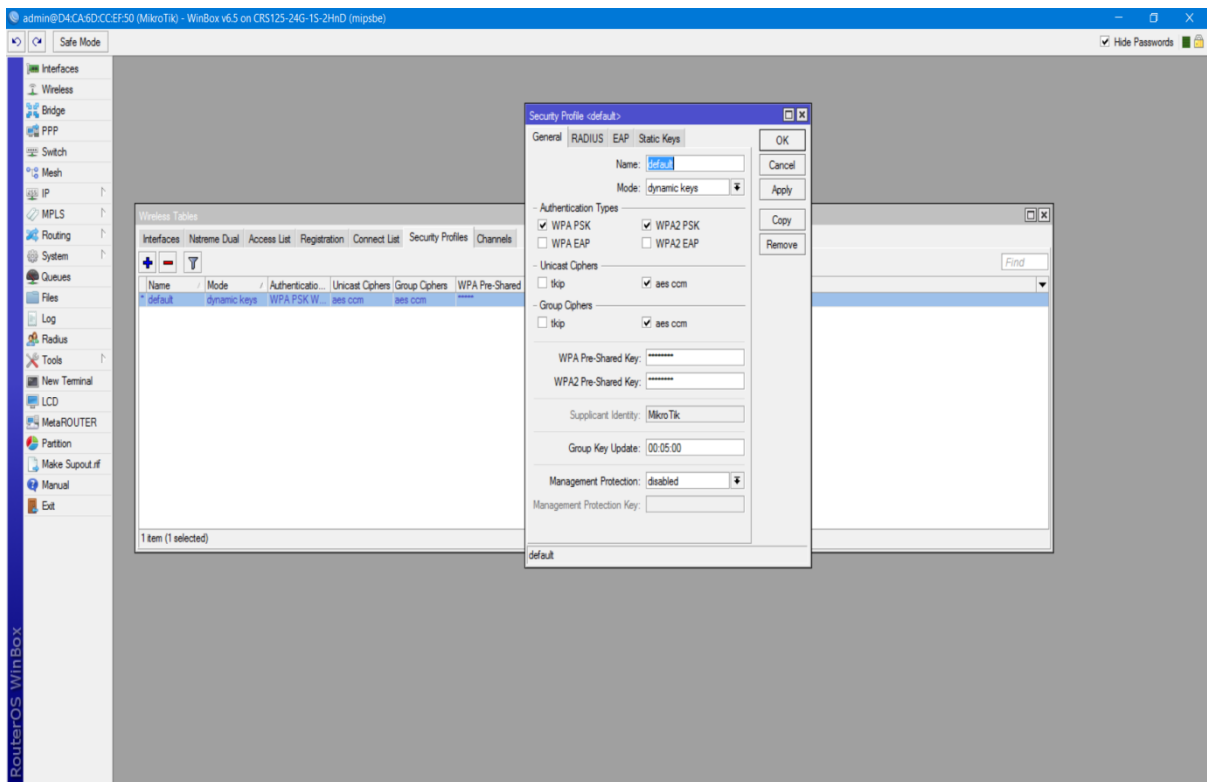 admin@D4:CA:6D:CC:EF:50 (MikroTik) - WinBox v6.5 on CRS125-24G-1S-2HnD (mipsbe)
Safe Mode
Hide Passwords
Interfaces
Wireless
Bridge
PPP
Switch
Mesh
IP
MPLS
Routing
System
Queues
Files
Log
Radius
Tools
New Terminal
LCD
MetaROUTER
Partition
Make Supout.rif
Manual
Exit
RouterOS WinBox
Wireless Tables
Interfaces Nstreme Dual Access List Registration Connect List Security Profiles Channels
Find
Name Mode Authenticatio... Unicast Ciphers Group Ciphers WPA Pre-Shared
* default dynamic keys WPA PSK W... aes ccm aes ccm *****
1 item (1 selected)
Security Profile <default>
General RADIUS EAP Static Keys
OK
Cancel
Apply
Copy
Remove
Name: default
Mode: dynamic keys
Authentication Types
WPA PSK WPA2 PSK
WPA EAP WPA2 EAP
Unicast Ciphers
tkip aes ccm
Group Ciphers
tkip aes ccm
WPA Pre-Shared Key: ********
WPA2 Pre-Shared Key: ********
Supplicant Identity: MikroTik
Group Key Update: 00:05:00
Management Protection: disabled
Management Protection Key:
default